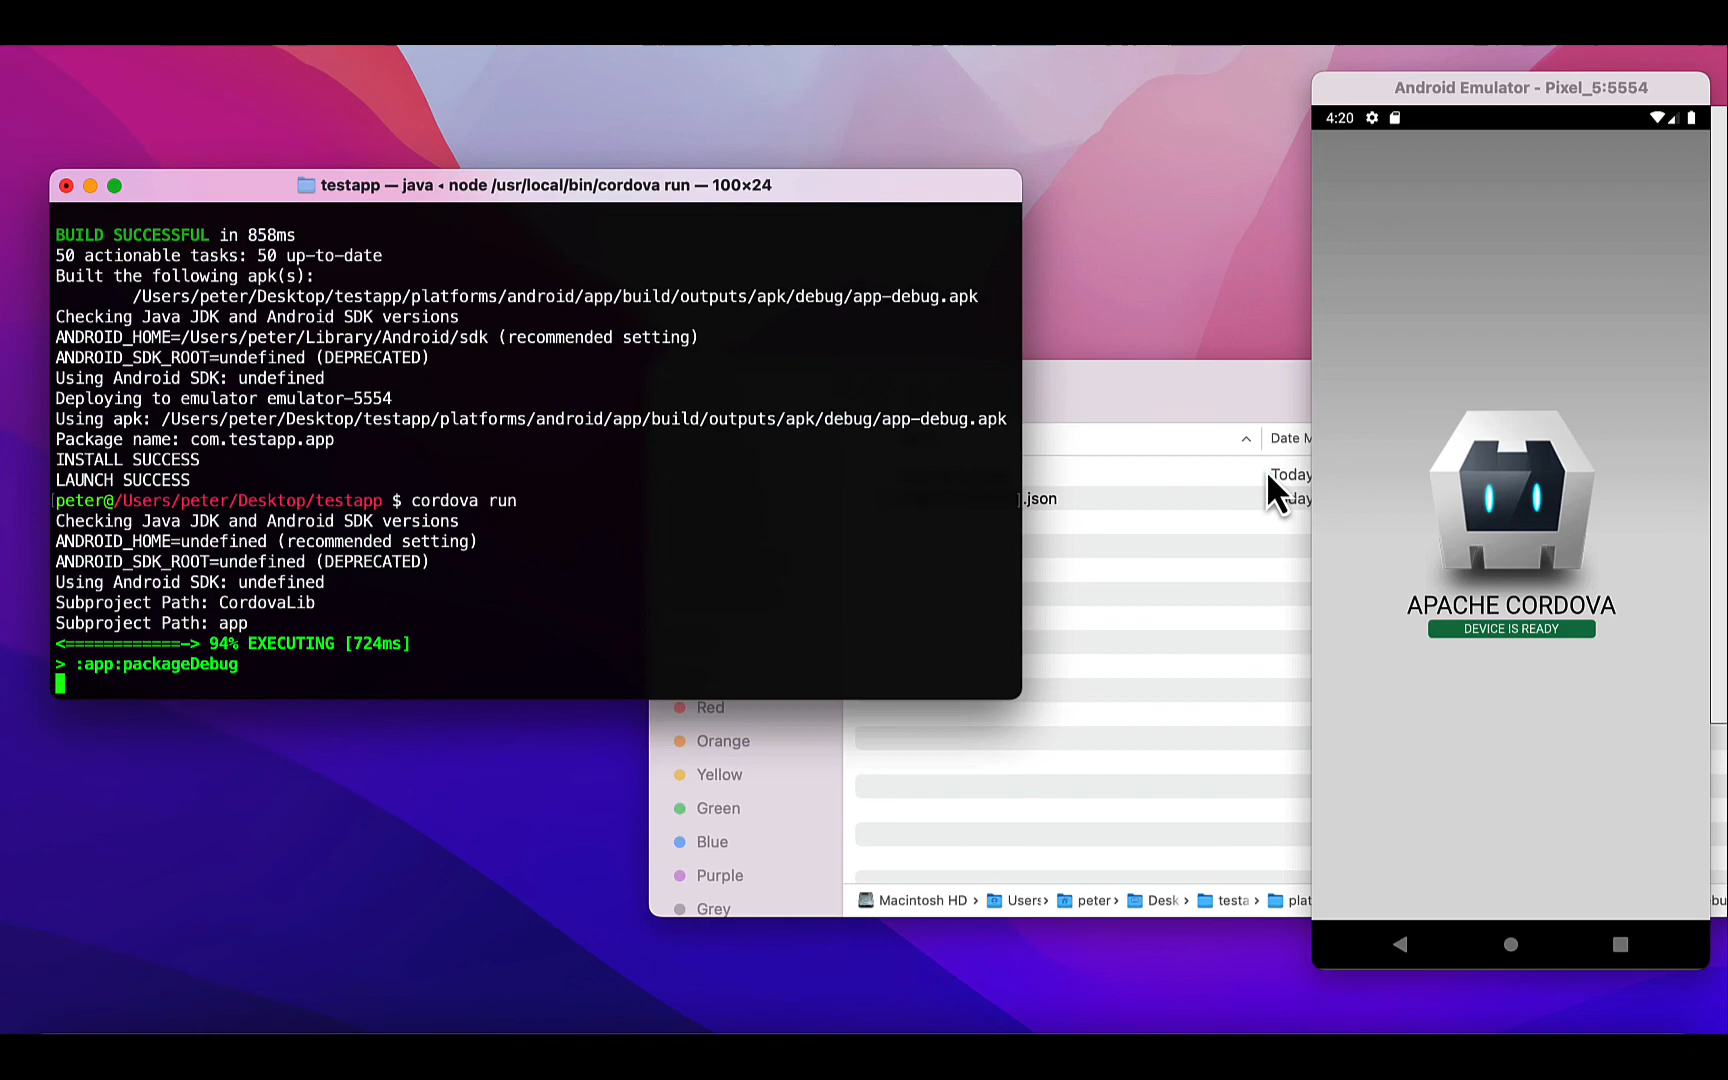 testapp — java ◂ node /usr/local/bin/cordova run — 100×24
BUILD SUCCESSFUL in 858ms
50 actionable tasks: 50 up-to-date
Built the following apk(s):
/Users/peter/Desktop/testapp/platforms/android/app/build/outputs/apk/debug/app-debug.apk
Checking Java JDK and Android SDK versions
ANDROID_HOME=/Users/peter/Library/Android/sdk (recommended setting)
ANDROID_SDK_ROOT=undefined (DEPRECATED)
Using Android SDK: undefined
Deploying to emulator emulator-5554
Using apk: /Users/peter/Desktop/testapp/platforms/android/app/build/outputs/apk/debug/app-debug.apk
Package name: com.testapp.app
INSTALL SUCCESS
LAUNCH SUCCESS
[peter@/Users/peter/Desktop/testapp $ cordova run
Checking Java JDK and Android SDK versions
ANDROID_HOME=undefined (recommended setting)
ANDROID_SDK_ROOT=undefined (DEPRECATED)
Using Android SDK: undefined
Subproject Path: CordovaLib
Subproject Path: app
<============-> 94% EXECUTING [724ms]
> :app:packageDebug
Date M
Today
].json
day
Red
Orange
Yellow
Green
Blue
Purple
Grey
Macintosh HD › Users › peter › Desk › testa › plat
bu
Android Emulator - Pixel_5:5554
4:20
APACHE CORDOVA
DEVICE IS READY